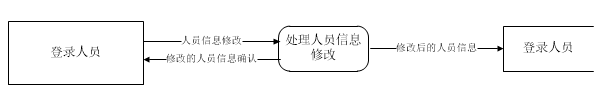 登录人员
人员信息修改
修改的人员信息确认
处理人员信息
修改
修改后的人员信息
登录人员